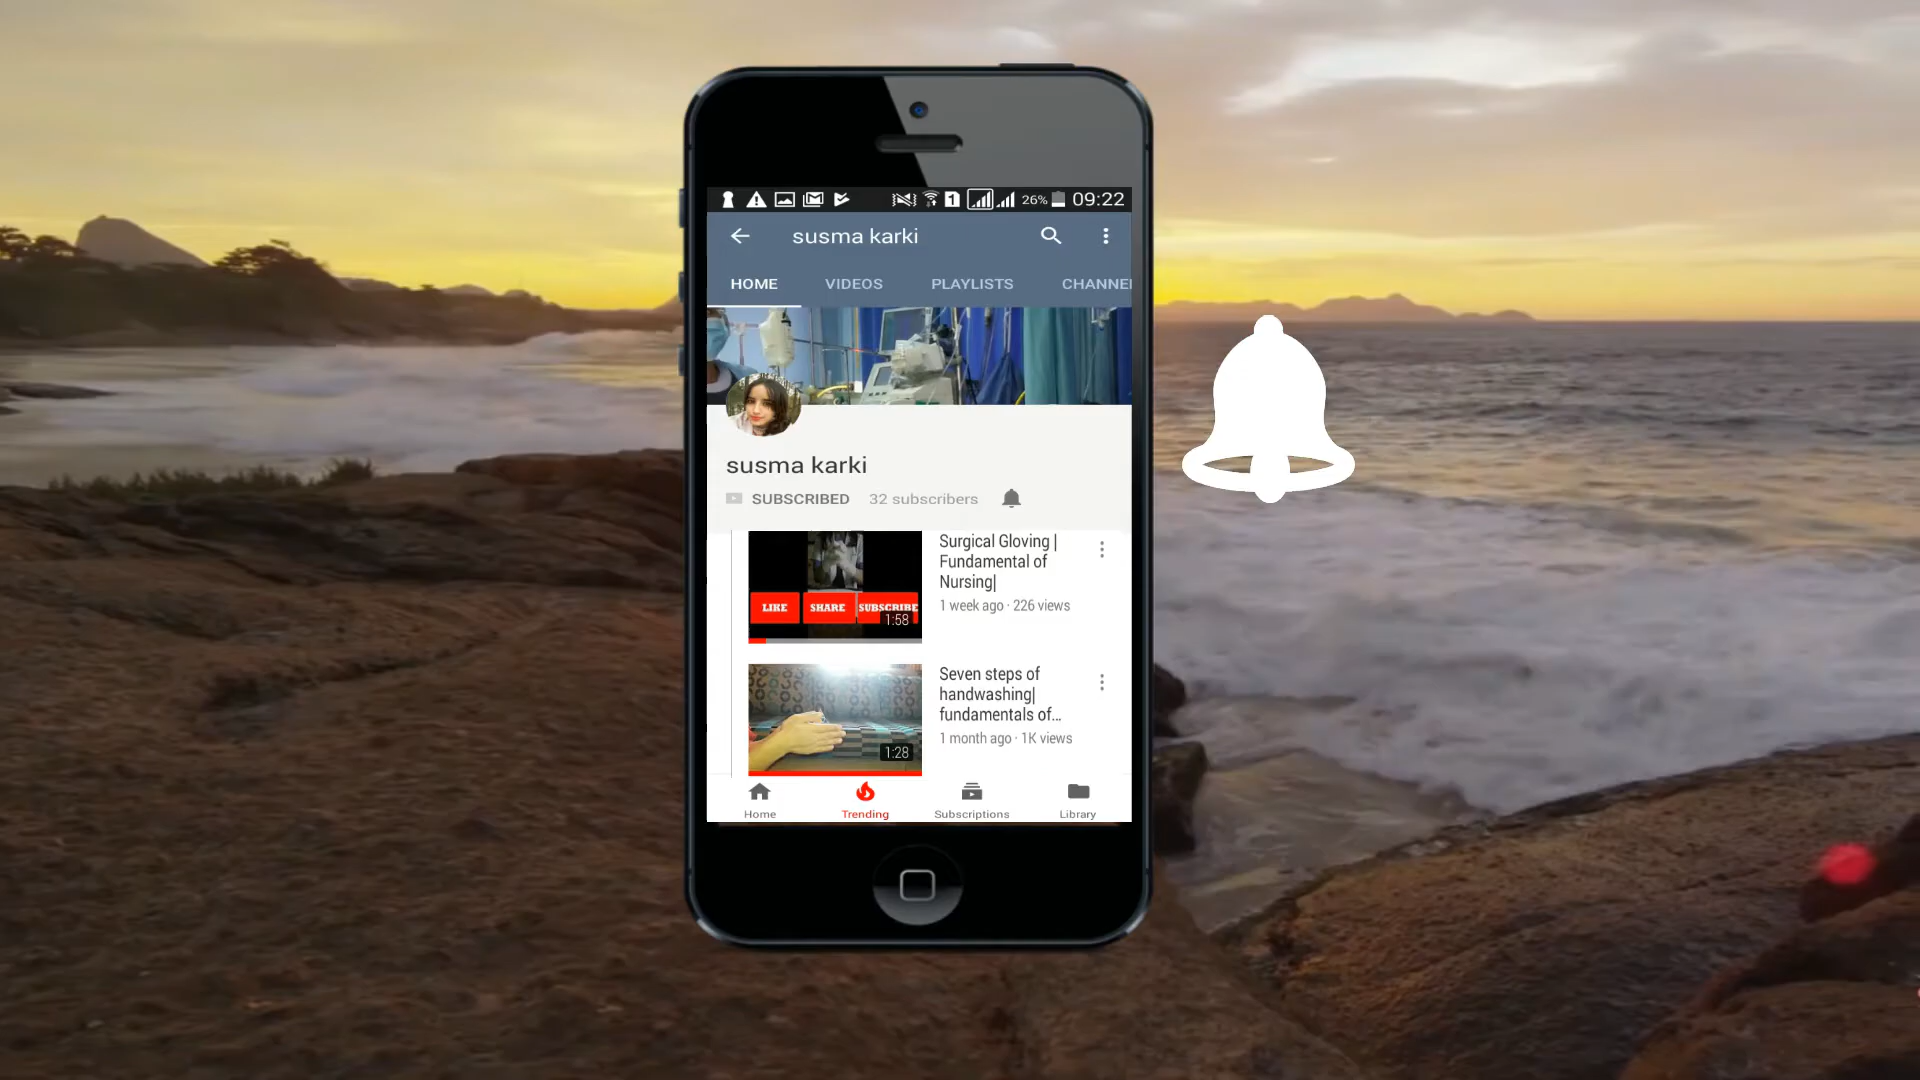 1 26% 09:22
susma karki
HOME VIDEOS PLAYLISTS CHANNE
susma karki
SUBSCRIBED 32 subscribers
Surgical Gloving |
Fundamental of
Nursing|
1 week ago · 226 views
LIKE SHARE SUBSCRIBE
1:58
Seven steps of
handwashing|
fundamentals of...
1 month ago · 1K views
1:28
Home Trending Subscriptions Library